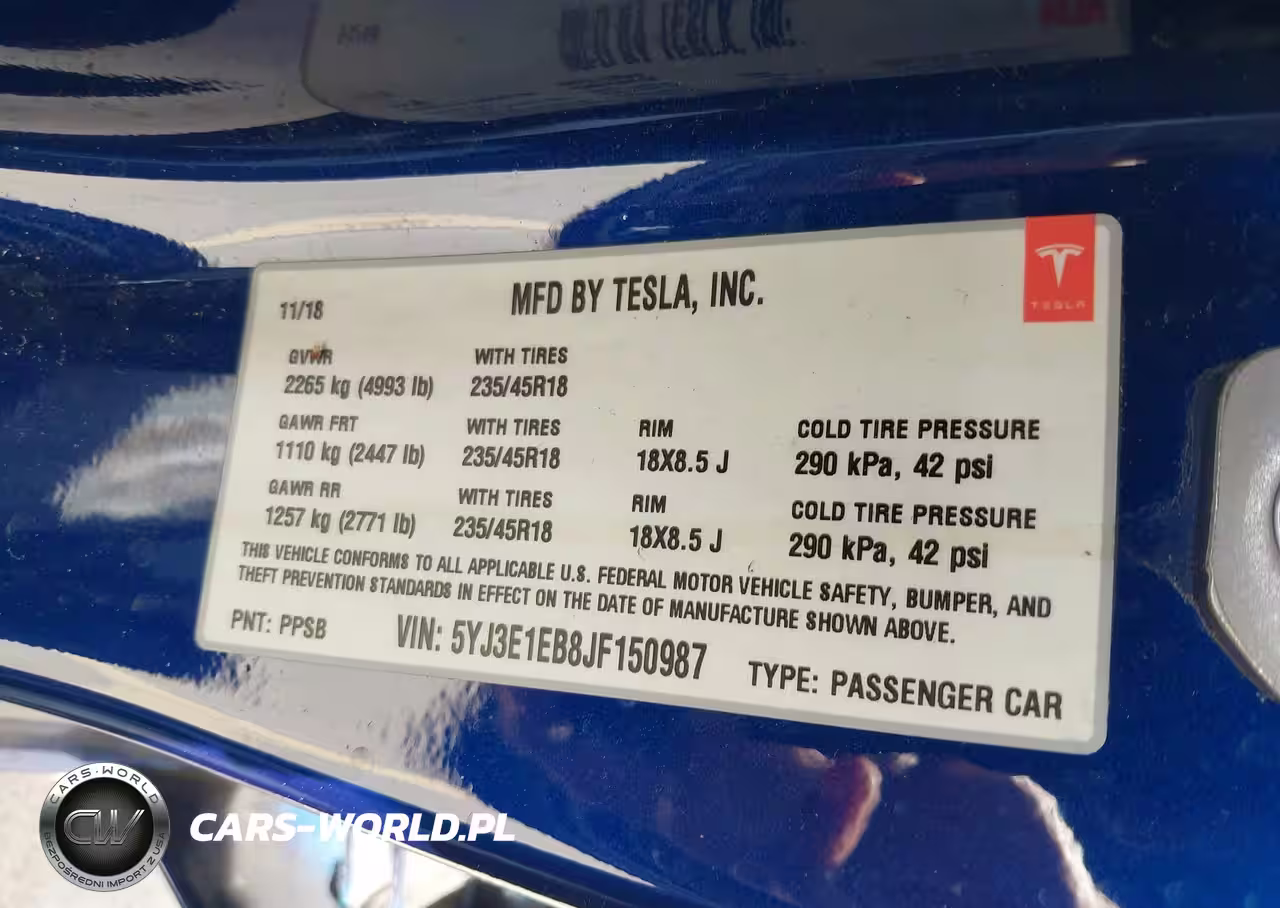 11/18
MFD BY TESLA, INC.
TESLA
GVWR WITH TIRES
2265 kg (4993 lb) 235/45R18
GAWR FRT WITH TIRES RIM COLD TIRE PRESSURE
1110 kg (2447 lb) 235/45R18 18X8.5 J 290 kPa, 42 psi
GAWR RR WITH TIRES RIM COLD TIRE PRESSURE
1257 kg (2771 lb) 235/45R18 18X8.5 J 290 kPa, 42 psi
THIS VEHICLE CONFORMS TO ALL APPLICABLE U.S. FEDERAL MOTOR VEHICLE SAFETY, BUMPER, AND
THEFT PREVENTION STANDARDS IN EFFECT ON THE DATE OF MANUFACTURE SHOWN ABOVE.
PNT: PPSB VIN: 5YJ3E1EB8JF150987 TYPE: PASSENGER CAR
CARS-WORLD
CW
BEZPOŚREDNI IMPORT Z USA
CARS-WORLD.PL